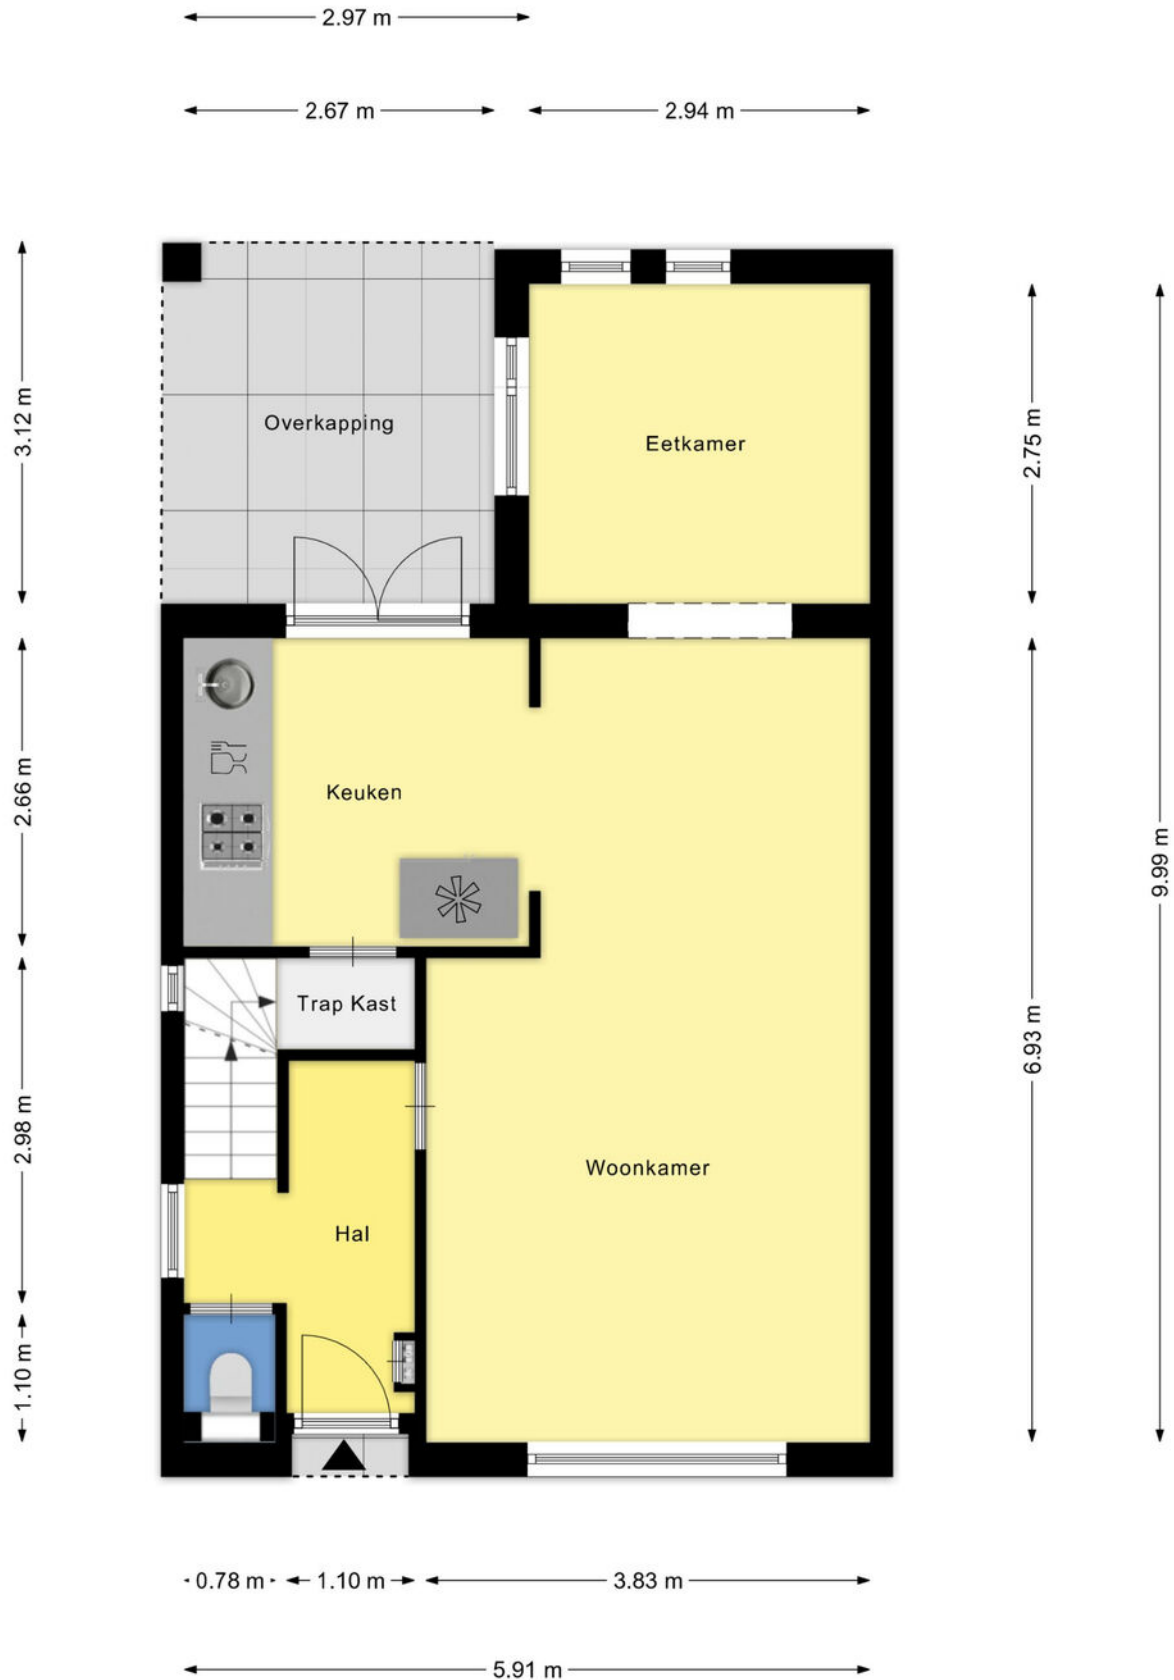 2.97 m
2.67 m
2.94 m
3.12 m
Overkapping
Eetkamer
2.75 m
2.66 m
Keuken
9.99 m
Trap Kast
6.93 m
2.98 m
Woonkamer
Hal
1.10 m
0.78 m
1.10 m
3.83 m
5.91 m